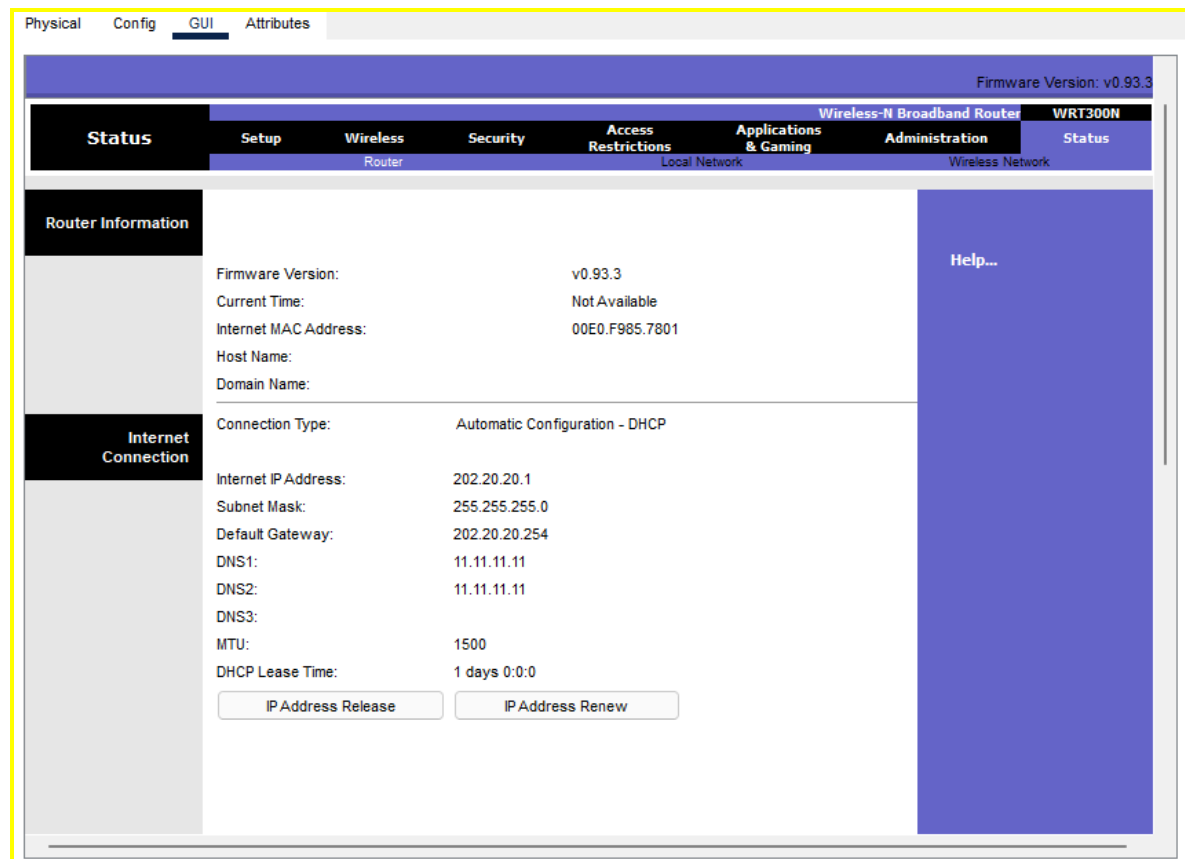 Physical Config GUI Attributes
Firmware Version: v0.93.3
Wireless-N Broadband Router WRT300N
Status Setup Wireless Security Access Restrictions Applications & Gaming Administration Status
Router Local Network Wireless Network
Router Information
Help...
Firmware Version: v0.93.3
Current Time: Not Available
Internet MAC Address: 00E0.F985.7801
Host Name:
Domain Name:
Internet Connection
Connection Type: Automatic Configuration - DHCP
Internet IP Address: 202.20.20.1
Subnet Mask: 255.255.255.0
Default Gateway: 202.20.20.254
DNS1: 11.11.11.11
DNS2: 11.11.11.11
DNS3:
MTU: 1500
DHCP Lease Time: 1 days 0:0:0
IP Address Release IP Address Renew